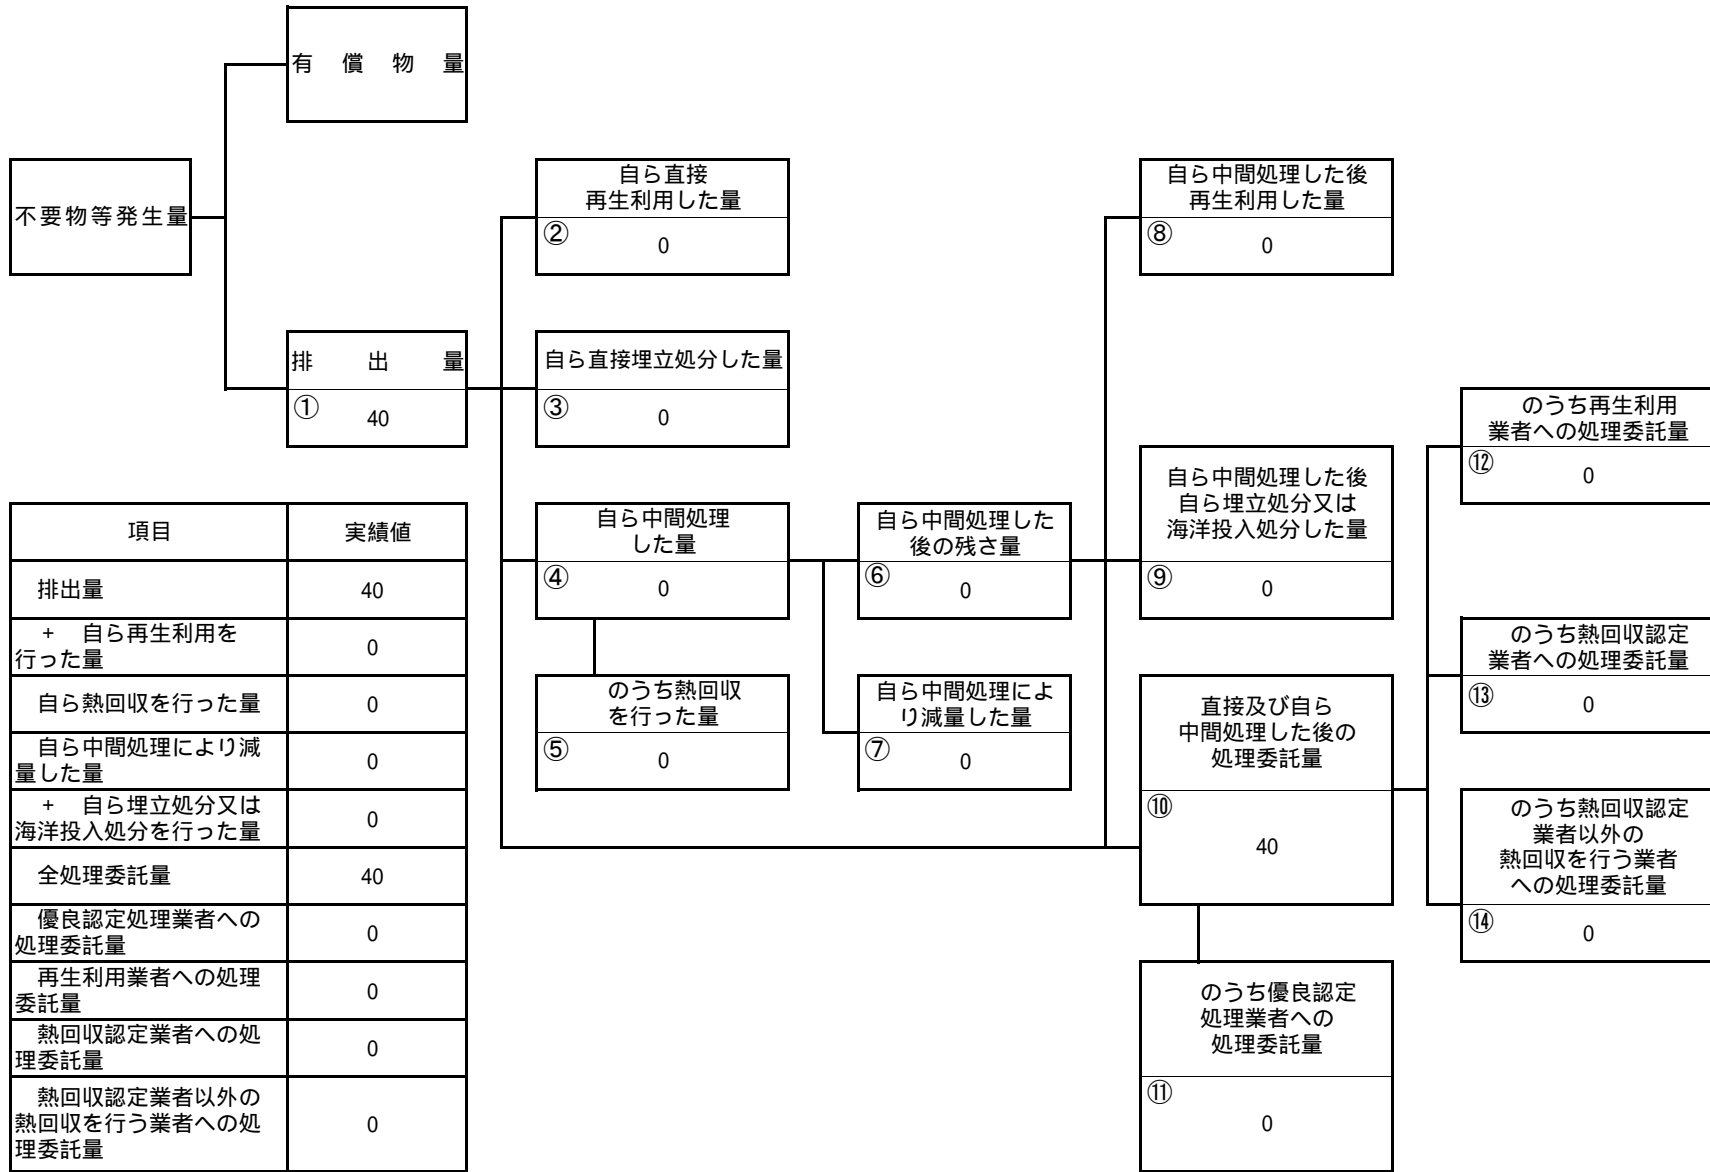 有償物量
不要物等発生量
自ら直接
再生利用した量
② 0
自ら中間処理した後
再生利用した量
⑧ 0
排出量
① 40
自ら直接埋立処分した量
③ 0
のうち再生利用
業者への処理委託量
⑫ 0
自ら中間処理した後
自ら埋立処分又は
海洋投入処分した量
⑨ 0
自ら中間処理
した量
④ 0
自ら中間処理した
後の残さ量
⑥ 0
のうち熱回収認定
業者への処理委託量
⑬ 0
のうち熱回収
を行った量
⑤ 0
自ら中間処理によ
り減量した量
⑦ 0
直接及び自ら
中間処理した後の
処理委託量
⑩
40
のうち熱回収認定
業者以外の
熱回収を行う業者
への処理委託量
⑭ 0
のうち優良認定
処理業者への
処理委託量
⑪
0
項目 実績値
排出量 40
+ 自ら再生利用を
行った量 0
自ら熱回収を行った量 0
自ら中間処理により減
量した量 0
+ 自ら埋立処分又は
海洋投入処分を行った量 0
全処理委託量 40
優良認定処理業者への
処理委託量 0
再生利用業者への処理
委託量 0
熱回収認定業者への処
理委託量 0
熱回収認定業者以外の
熱回収を行う業者への処
理委託量 0